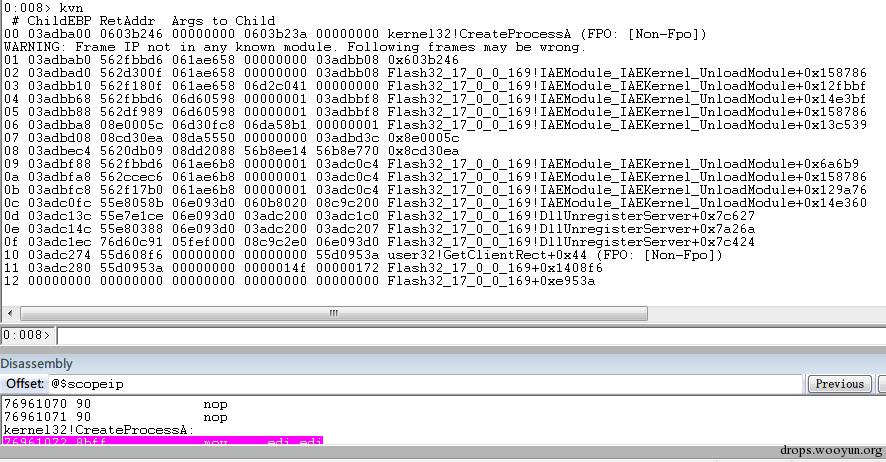 0:008> kvn
 # ChildEBP RetAddr  Args to Child
00 03adba00 0603b246 00000000 0603b23a 00000000 kernel32!CreateProcessA (FPO: [Non-Fpo])
WARNING: Frame IP not in any known module. Following frames may be wrong.
01 03adbab0 562fbbd6 061ae658 00000000 03adbb08 0x603b246
02 03adbad0 562d300f 061ae658 00000000 03adbb08 Flash32_17_0_0_169!IAEModule_IAEKernel_UnloadModule+0x158786
03 03adbb10 562f180f 061ae658 06d2c041 00000000 Flash32_17_0_0_169!IAEModule_IAEKernel_UnloadModule+0x12fbbf
04 03adbb68 562fbbd6 06d60598 00000001 03adbbf8 Flash32_17_0_0_169!IAEModule_IAEKernel_UnloadModule+0x14e3bf
05 03adbb88 562df989 06d60598 00000001 03adbbf8 Flash32_17_0_0_169!IAEModule_IAEKernel_UnloadModule+0x158786
06 03adbba8 08e0005c 06d30fc8 06da58b1 00000001 Flash32_17_0_0_169!IAEModule_IAEKernel_UnloadModule+0x13c539
07 03adbd08 08cd30ea 08da5550 00000000 03adbd3c 0x8e0005c
08 03adbec4 5620db09 08dd2088 56b8ee14 56b8e770 0x8cd30ea
09 03adbf88 562fbbd6 061ae6b8 00000001 03adc0c4 Flash32_17_0_0_169!IAEModule_IAEKernel_UnloadModule+0x6a6b9
0a 03adbfa8 562ccec6 061ae6b8 00000001 03adc0c4 Flash32_17_0_0_169!IAEModule_IAEKernel_UnloadModule+0x158786
0b 03adbfc8 562f17b0 061ae6b8 00000001 03adc0c4 Flash32_17_0_0_169!IAEModule_IAEKernel_UnloadModule+0x129a76
0c 03adc0fc 55e8058b 06e093d0 060b8020 08c9c200 Flash32_17_0_0_169!IAEModule_IAEKernel_UnloadModule+0x14e360
0d 03adc13c 55e7e1ce 06e093d0 03adc200 03adc1c0 Flash32_17_0_0_169!DllUnregisterServer+0x7c627
0e 03adc14c 55e80388 06e093d0 03adc200 03adc207 Flash32_17_0_0_169!DllUnregisterServer+0x7a26a
0f 03adc1ec 76d60c91 05fef000 08c9c2e0 06e093d0 Flash32_17_0_0_169!DllUnregisterServer+0x7c424
10 03adc274 55d608f6 00000000 00000000 55d0953a user32!GetClientRect+0x44 (FPO: [Non-Fpo])
11 03adc280 55d0953a 00000000 0000014f 00000172 Flash32_17_0_0_169+0x1408f6
12 00000000 00000000 00000000 00000000 00000000 Flash32_17_0_0_169+0xe953a
0:008>
Disassembly
Offset: @$scopeip Previous
76961070 90 nop
76961071 90 nop
kernel32!CreateProcessA:
76961072 8bff mov edi,edi
drops.wooyun.org